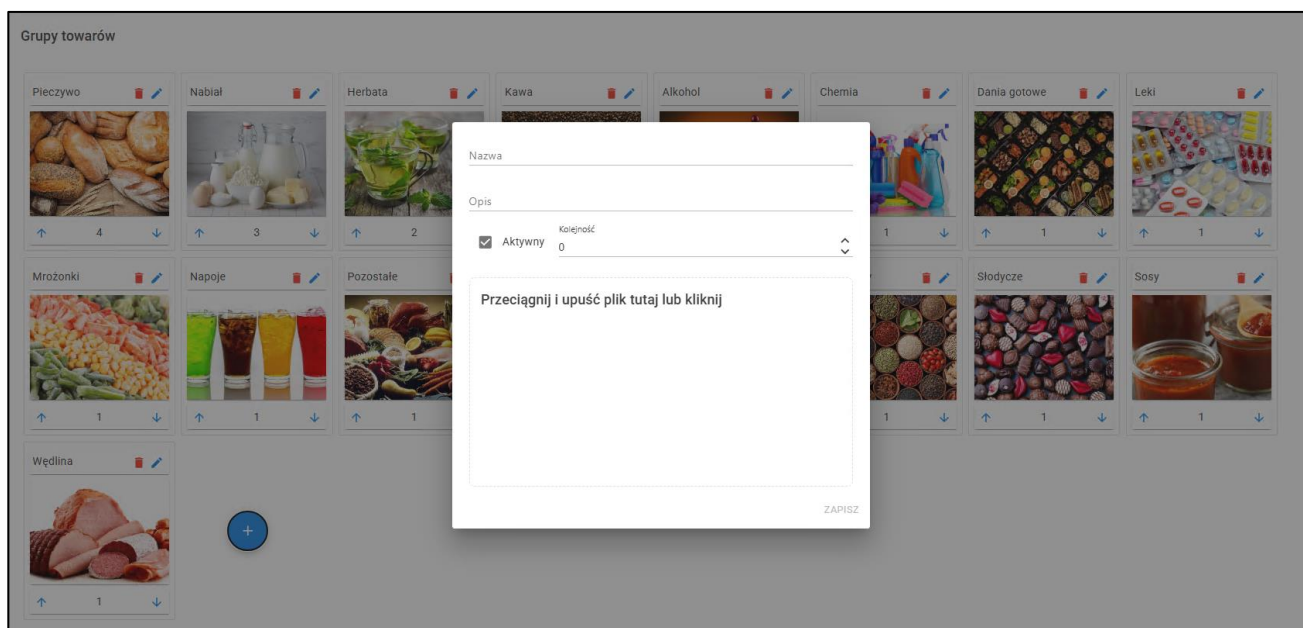 Grupy towarów
Pieczywo
Nabiał
Herbata
Kawa
Alkohol
Chemia
Dania gotowe
Leki
4
3
2
1
1
1
Mrożonki
Napoje
Pozostałe
Słodycze
Sosy
1
1
1
1
1
1
Wędlina
1
+
Nazwa
Opis
Aktywny
Kolejność
0
Przeciągnij i upuść plik tutaj lub kliknij
ZAPISZ